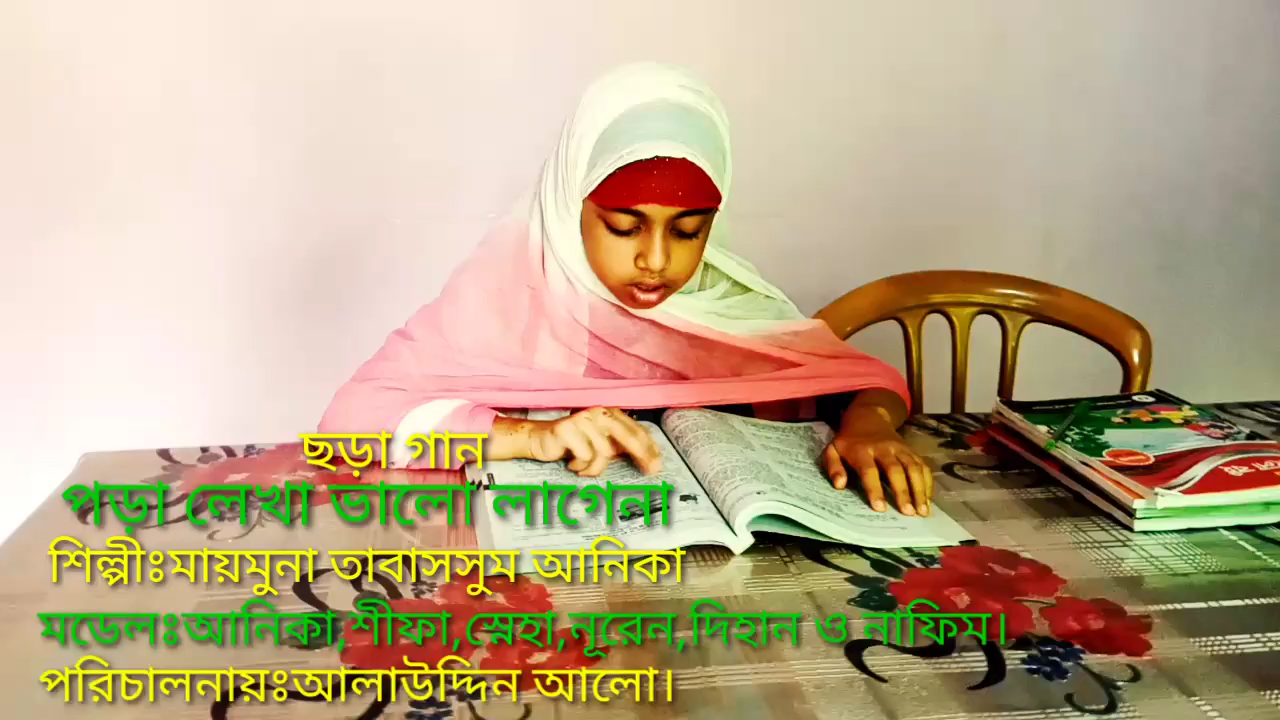 ছড়া গান
পড়া লেখা ভালো লাগেনা
শিল্পীঃমায়মুনা তাবাসসুম আনিকা
মডেলঃআনিকা,শীফা,স্নেহা,নূরেন,দিহান ও নাফিম।
পরিচালনায়ঃআলাউদ্দিন আলো।